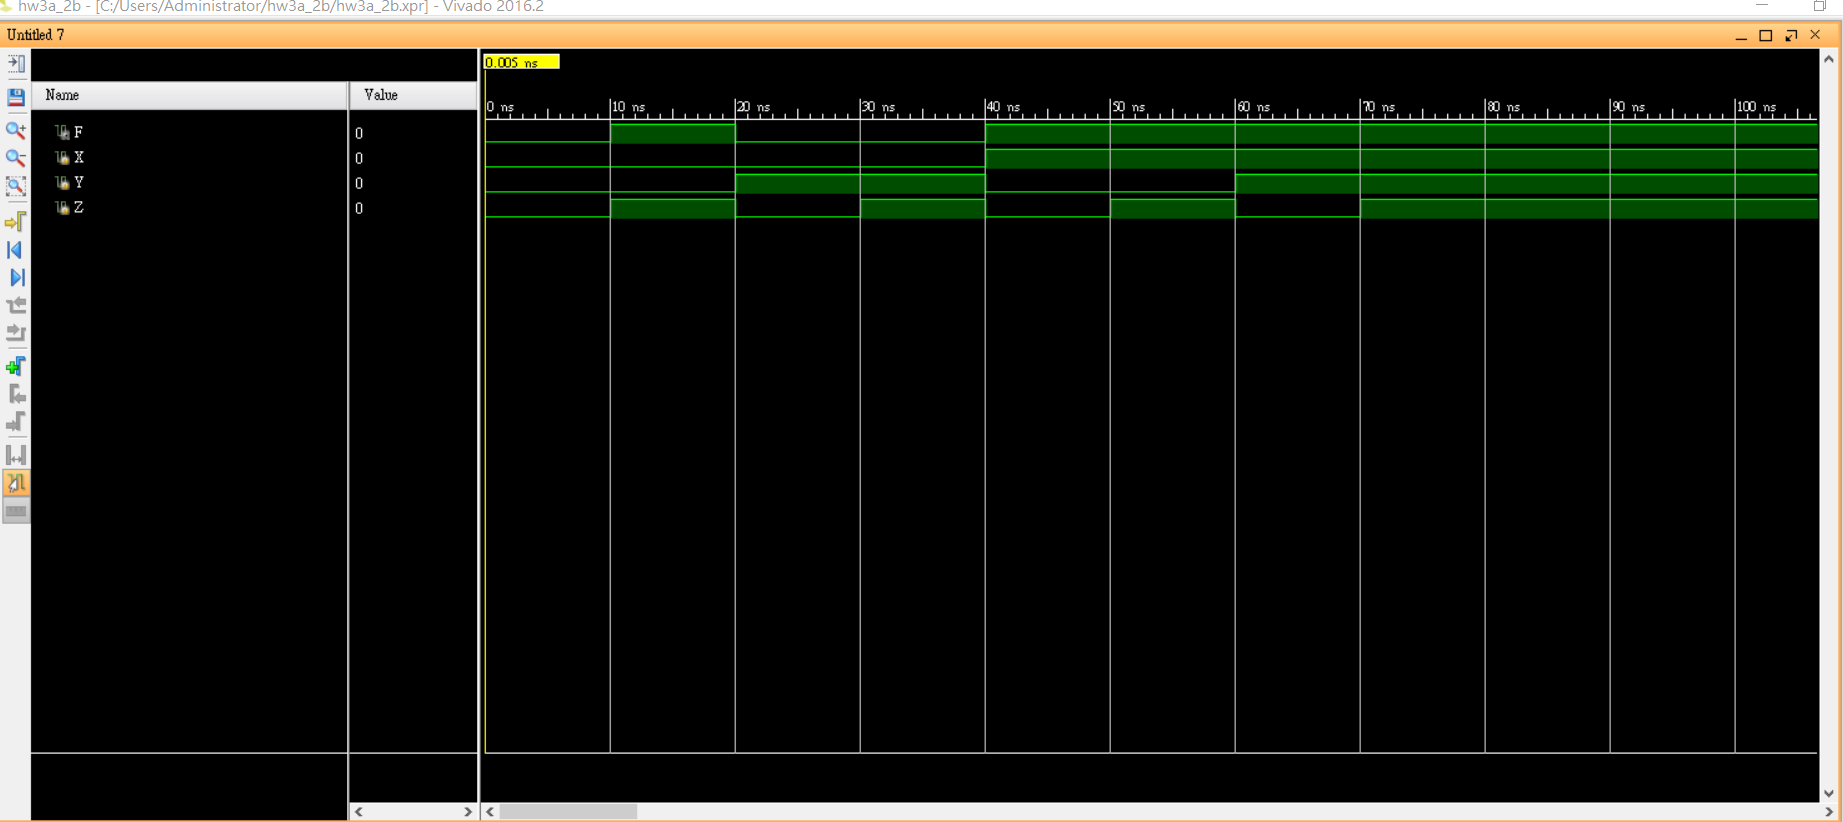 hw3a_2b - [C:/Users/Administrator/hw3a_2b/hw3a_2b.xpr] - Vivado 2016.2
Untitled 7
0.005 ns
Name Value
0 ns 10 ns 20 ns 30 ns 40 ns 50 ns 60 ns 70 ns 80 ns 90 ns 100 ns
F 0
X 0
Y 0
Z 0